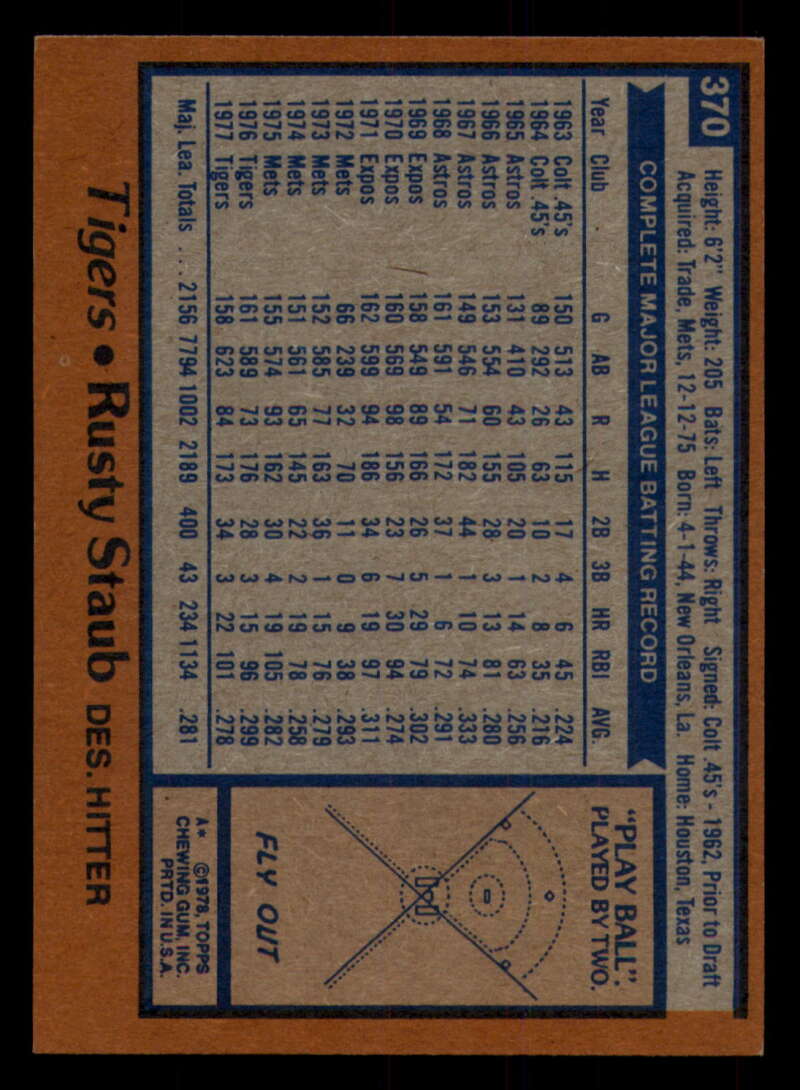 370
Height: 6'2" Weight: 205 Bats: Left Throws: Right Signed: Colt .45's - 1962, Prior to Draft
Acquired: Trade, Mets, 12-12-75 Born: 4-1-44, New Orleans, La. Home: Houston, Texas
COMPLETE MAJOR LEAGUE BATTING RECORD
Year Club G AB R H 2B 3B HR RBI AVG.
1963 Colt .45's 150 513 43 115 17 4 6 45 .224
1964 Colt .45's 89 292 26 63 10 2 8 35 .216
1965 Astros 131 410 43 105 20 1 14 63 .256
1966 Astros 153 554 60 155 28 3 13 81 .280
1967 Astros 149 546 71 182 44 1 10 74 .333
1968 Astros 161 591 54 172 37 1 6 72 .291
1969 Expos 158 549 89 166 26 5 29 79 .302
1970 Expos 160 569 98 156 23 7 30 94 .274
1971 Expos 162 599 94 186 34 6 19 97 .311
1972 Mets 66 239 32 70 11 0 9 38 .293
1973 Mets 152 585 77 163 36 1 15 76 .279
1974 Mets 151 561 65 145 22 2 19 78 .258
1975 Mets 155 574 93 162 30 4 19 105 .282
1976 Tigers 161 589 73 176 28 3 15 96 .299
1977 Tigers 158 623 84 173 34 3 22 101 .278
Maj. Lea. Totals ... 2156 7794 1002 2189 400 43 234 1134 .281
"PLAY BALL".
PLAYED BY TWO.
FLY OUT
A* ©1978, TOPPS
CHEWING GUM, INC.
PRTD. IN U.S.A.
Tigers • Rusty Staub DES. HITTER